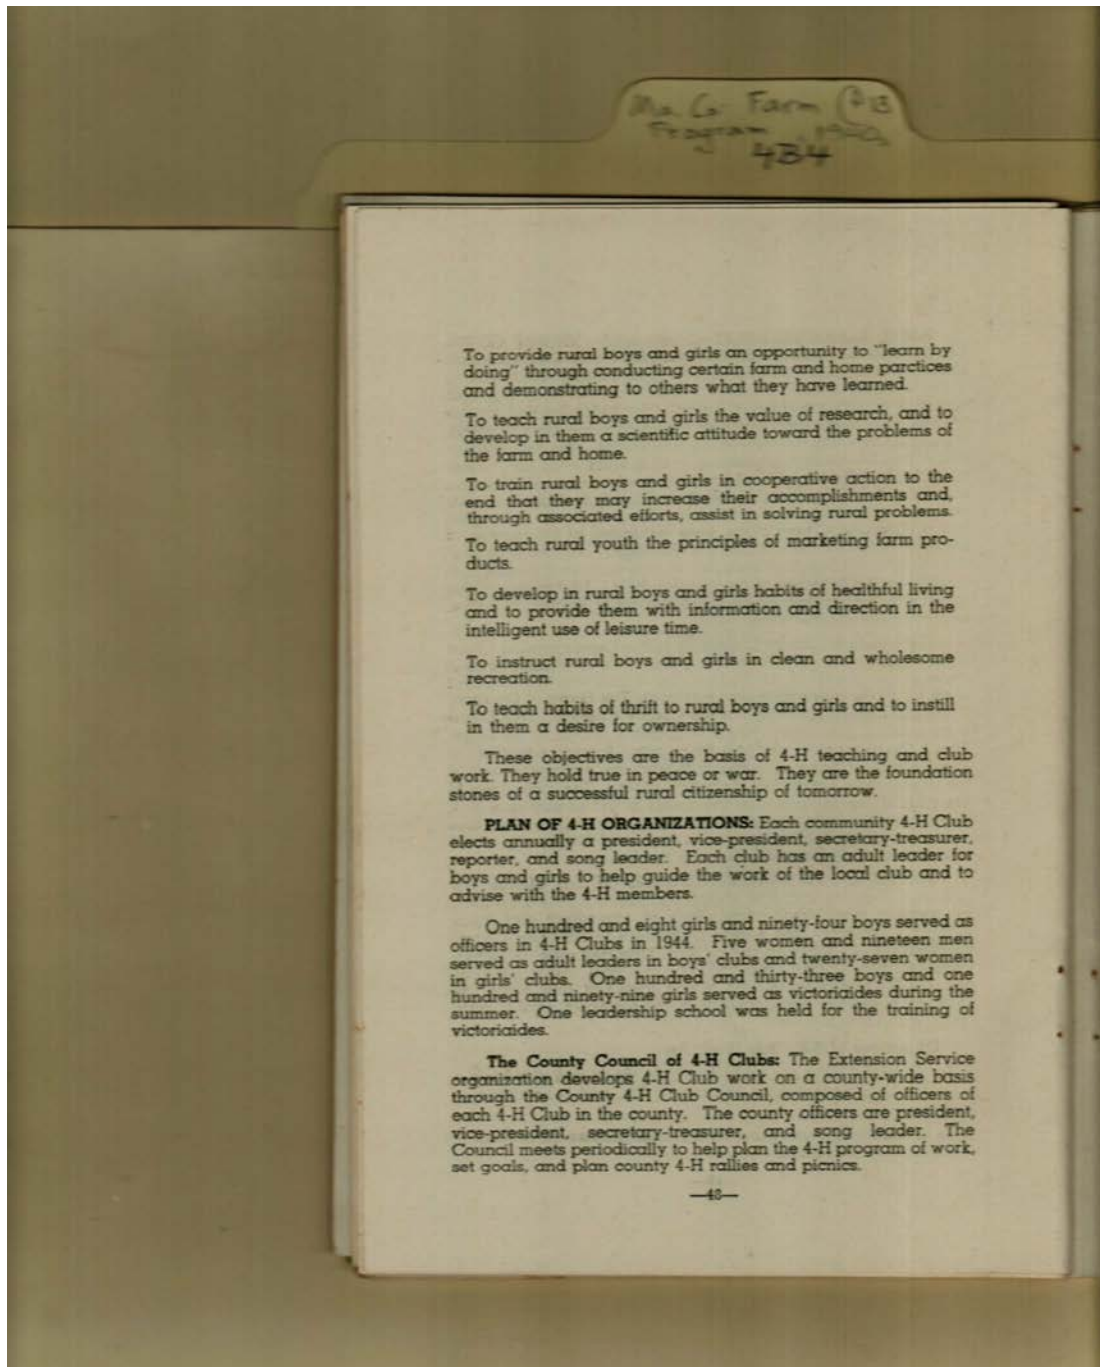 Farm
Program
4B4
To provide rural boys and girls an opportunity to "learn by
doing" through conducting certain farm and home parctices
and demonstrating to others what they have learned.
To teach rural boys and girls the value of research, and to
develop in them a scientific attitude toward the problems of
the farm and home.
To train rural boys and girls in cooperative action to the
end that they may increase their accomplishments and,
through associated efforts, assist in solving rural problems.
To teach rural youth the principles of marketing farm pro-
ducts.
To develop in rural boys and girls habits of healthful living
and to provide them with information and direction in the
intelligent use of leisure time.
To instruct rural boys and girls in clean and wholesome
recreation.
To teach habits of thrift to rural boys and girls and to instill
in them a desire for ownership.
These objectives are the basis of 4-H teaching and club
work. They hold true in peace or war. They are the foundation
stones of a successful rural citizenship of tomorrow.
PLAN OF 4-H ORGANIZATIONS: Each community 4-H Club
elects annually a president, vice-president, secretary-treasurer,
reporter, and song leader. Each club has an adult leader for
boys and girls to help guide the work of the local club and to
advise with the 4-H members.
One hundred and eight girls and ninety-four boys served as
officers in 4-H Clubs in 1944. Five women and nineteen men
served as adult leaders in boys' clubs and twenty-seven women
in girls' clubs. One hundred and thirty-three boys and one
hundred and ninety-nine girls served as victoriaides during the
summer. One leadership school was held for the training of
victoriaides.
The County Council of 4-H Clubs: The Extension Service
organization develops 4-H Club work on a county-wide basis
through the County 4-H Club Council, composed of officers of
each 4-H Club in the county. The county officers are president,
vice-president, secretary-treasurer, and song leader. The
Council meets periodically to help plan the 4-H program of work,
set goals, and plan county 4-H rallies and picnics.